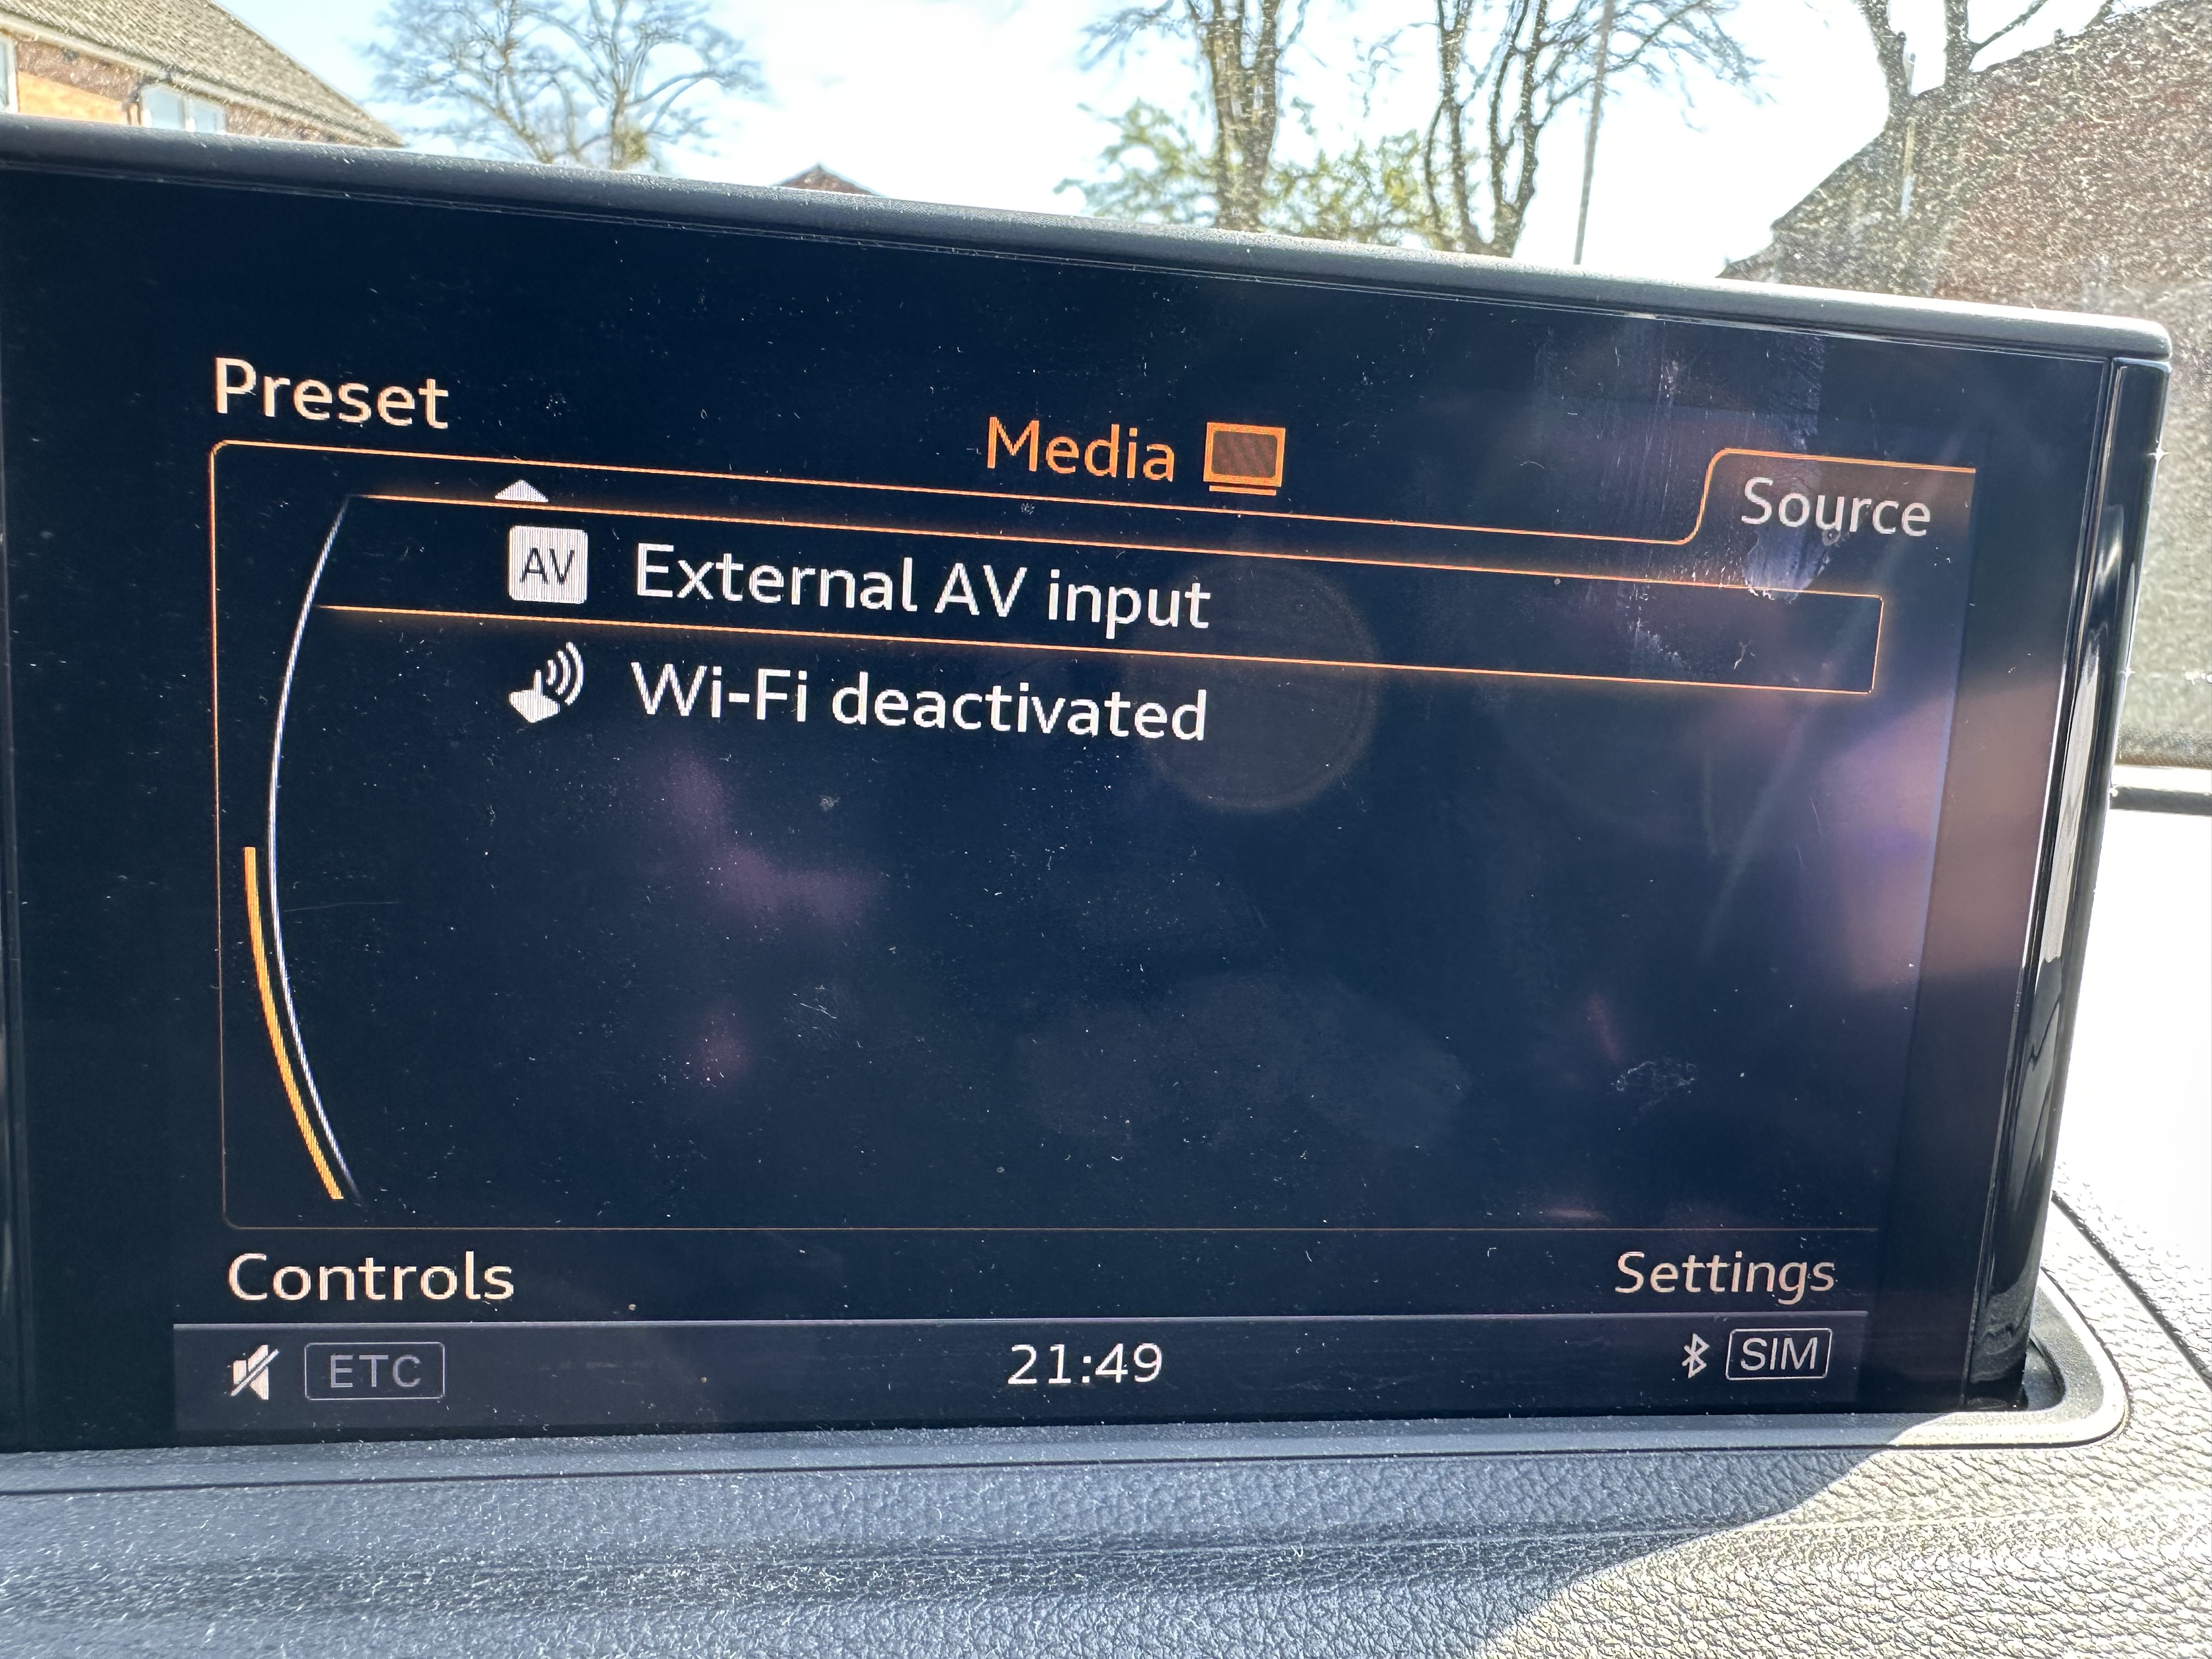 Preset
Media
Source
AV External AV input
Wi-Fi deactivated
Controls
Settings
ETC 21:49 SIM